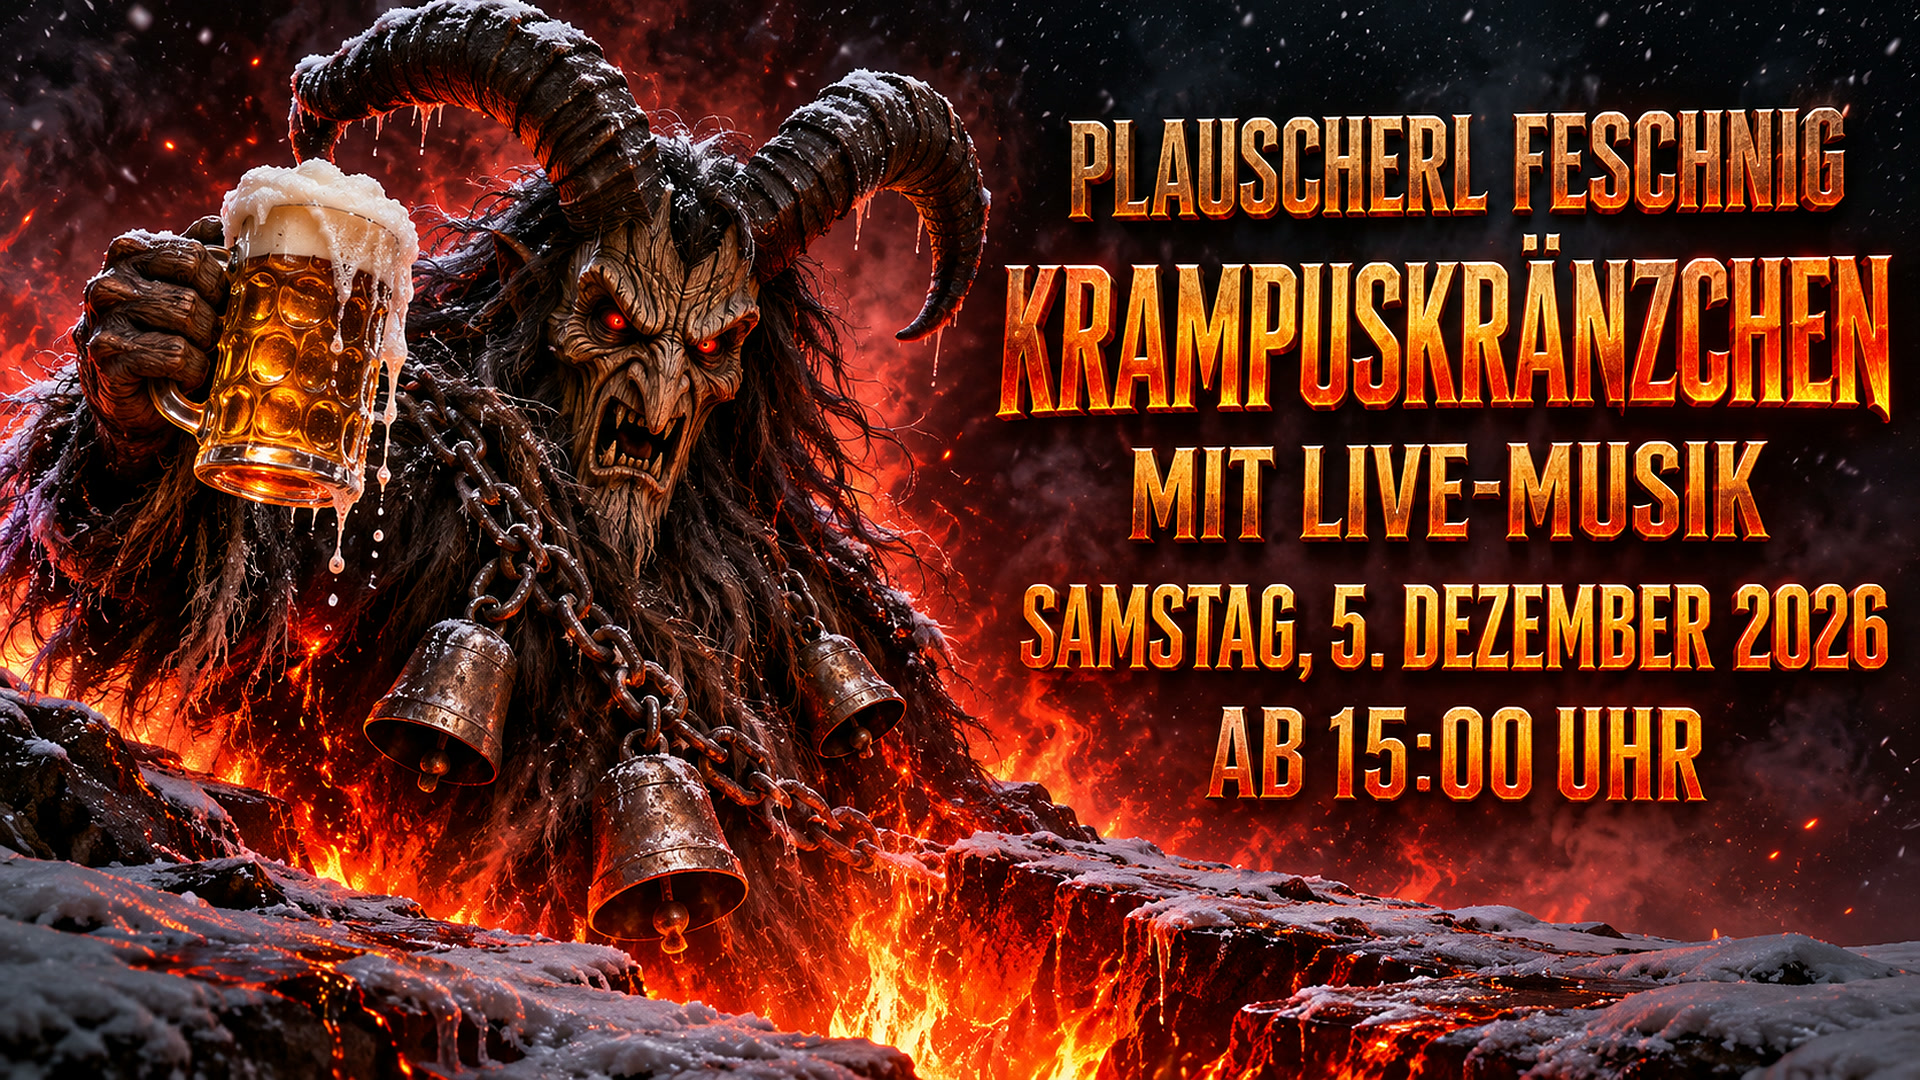 PLAUSCHERL FESCHNIG
KRAMPUSKRÄNZCHEN
MIT LIVE-MUSIK
SAMSTAG, 5. DEZEMBER 2026
AB 15:00 UHR